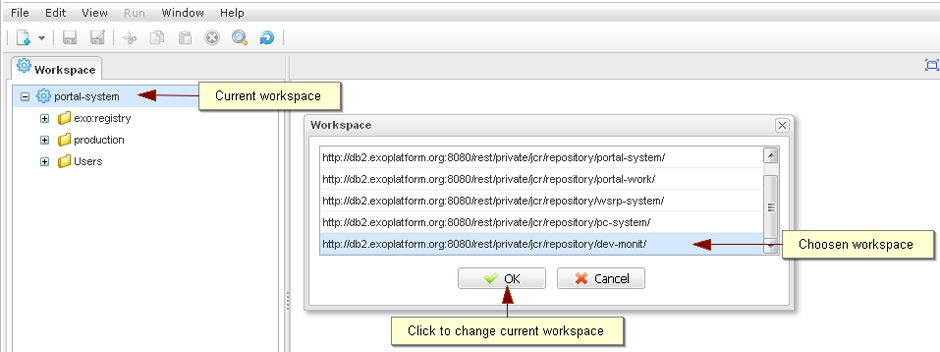 File Edit View Run Window Help
Workspace
portal-system
Current workspace
exo:registry
production
Users
Workspace
http://db2.exoplatform.org:8080/rest/private/jcr/repository/portal-system/
http://db2.exoplatform.org:8080/rest/private/jcr/repository/portal-work/
http://db2.exoplatform.org:8080/rest/private/jcr/repository/wsrp-system/
http://db2.exoplatform.org:8080/rest/private/jcr/repository/pc-system/
http://db2.exoplatform.org:8080/rest/private/jcr/repository/dev-monit/
Choosen workspace
OK Cancel
Click to change current workspace